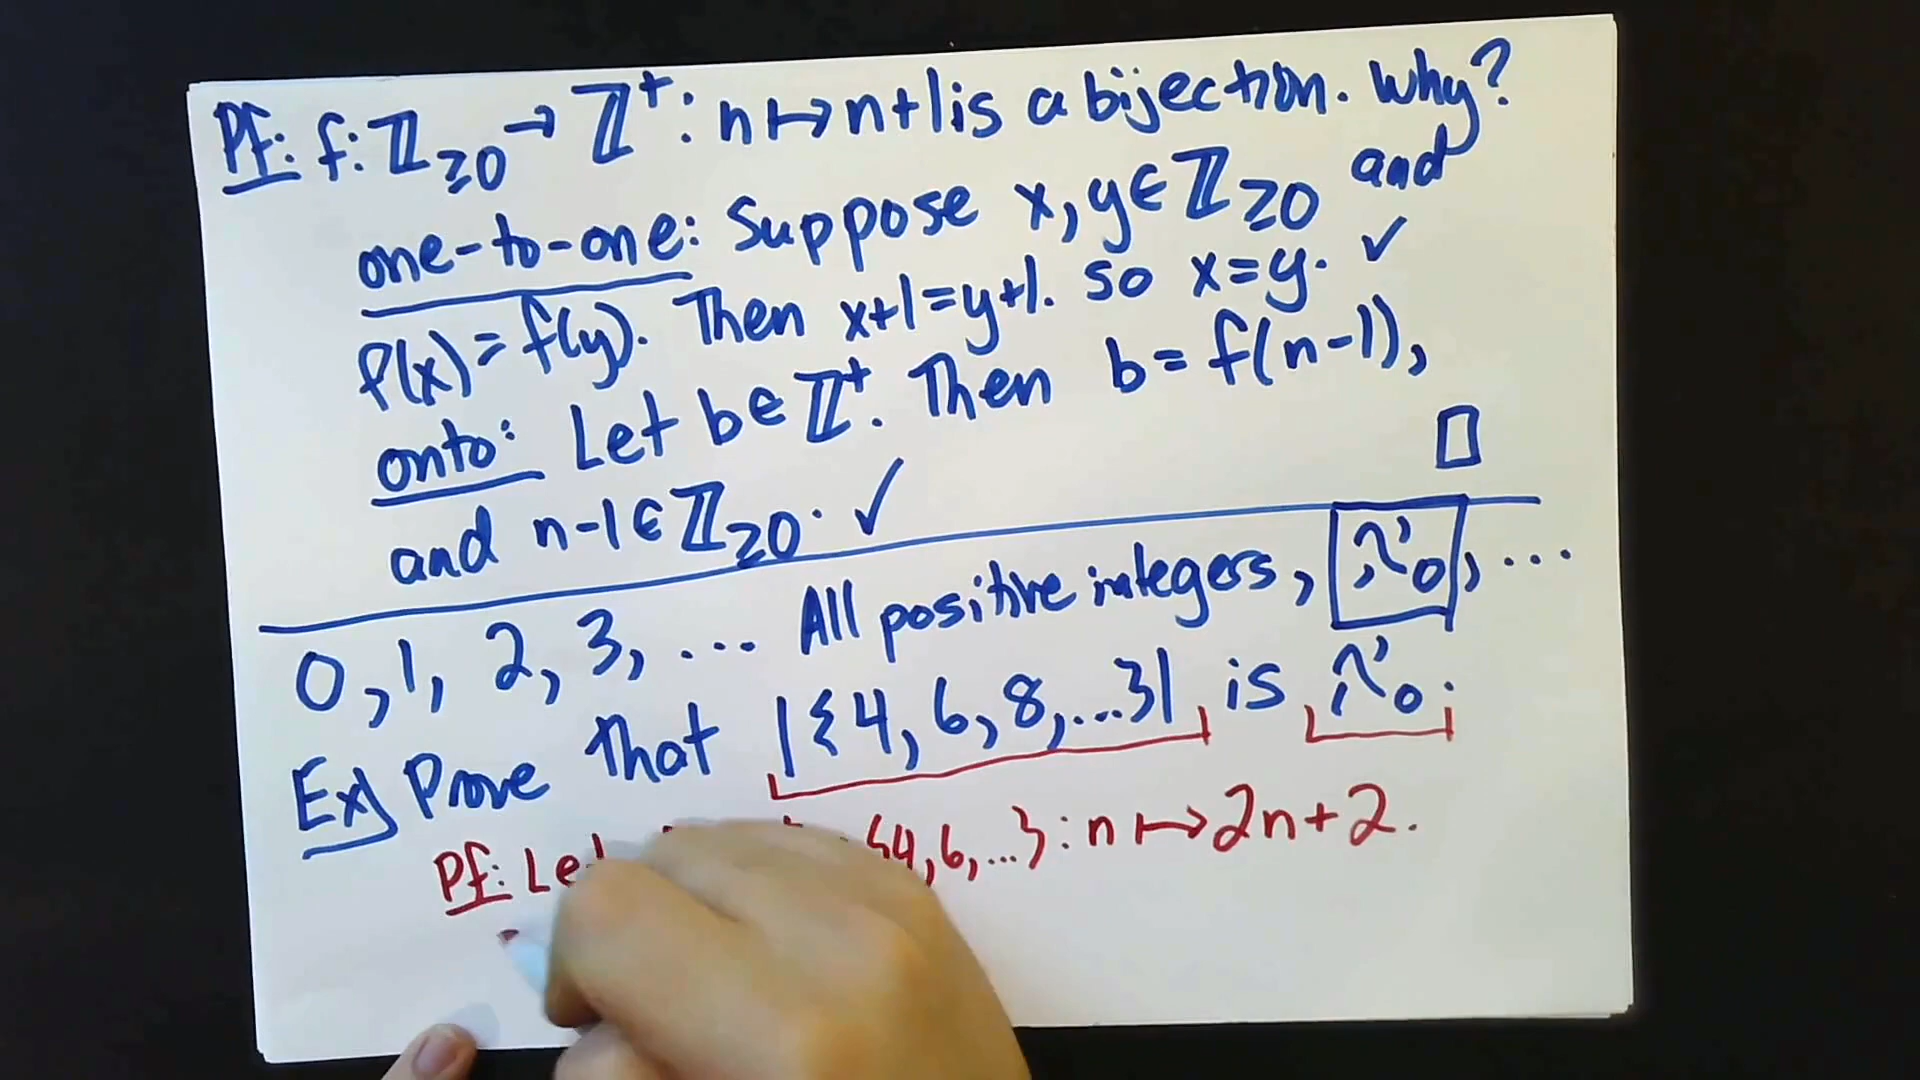 Pf: f: ℤ≥0 → ℤ⁺: n ↦ n+1 is a bijection. Why?
one-to-one: Suppose x, y ∈ ℤ≥0 and
f(x) = f(y). Then x+1 = y+1. So x = y. ✓
onto: Let b ∈ ℤ⁺. Then b = f(n-1),
and n-1 ∈ ℤ≥0. ✓ □
0, 1, 2, 3, ... All positive integers, ℵ₀, ...
Ex) Prove that |{4, 6, 8, ...}| is ℵ₀.
Pf: Let {4, 6, ...}: n ↦ 2n+2.